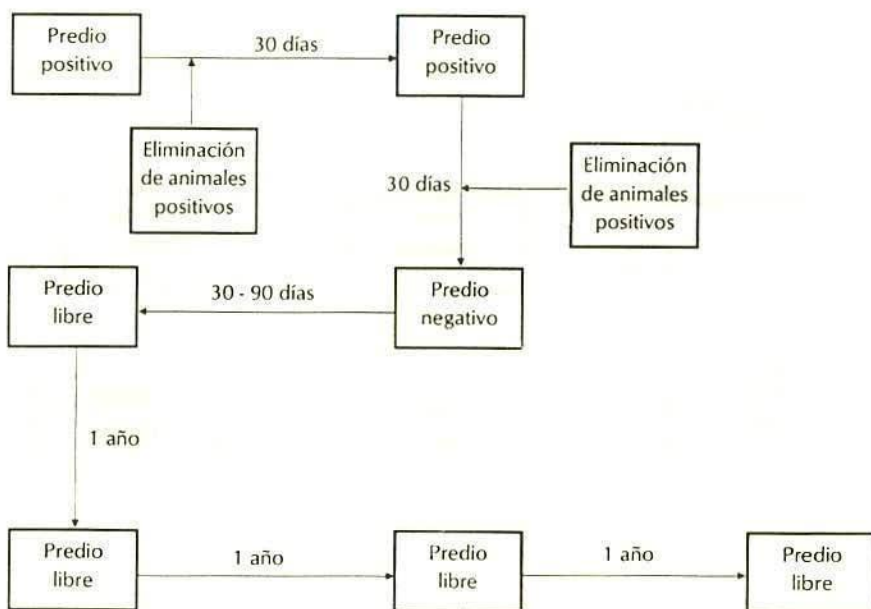 Predio
positivo
30 días
Predio
positivo
Eliminación
de animales
positivos
30 días
Eliminación
de animales
positivos
Predio
libre
30 - 90 días
Predio
negativo
1 año
Predio
libre
1 año
Predio
libre
1 año
Predio
libre